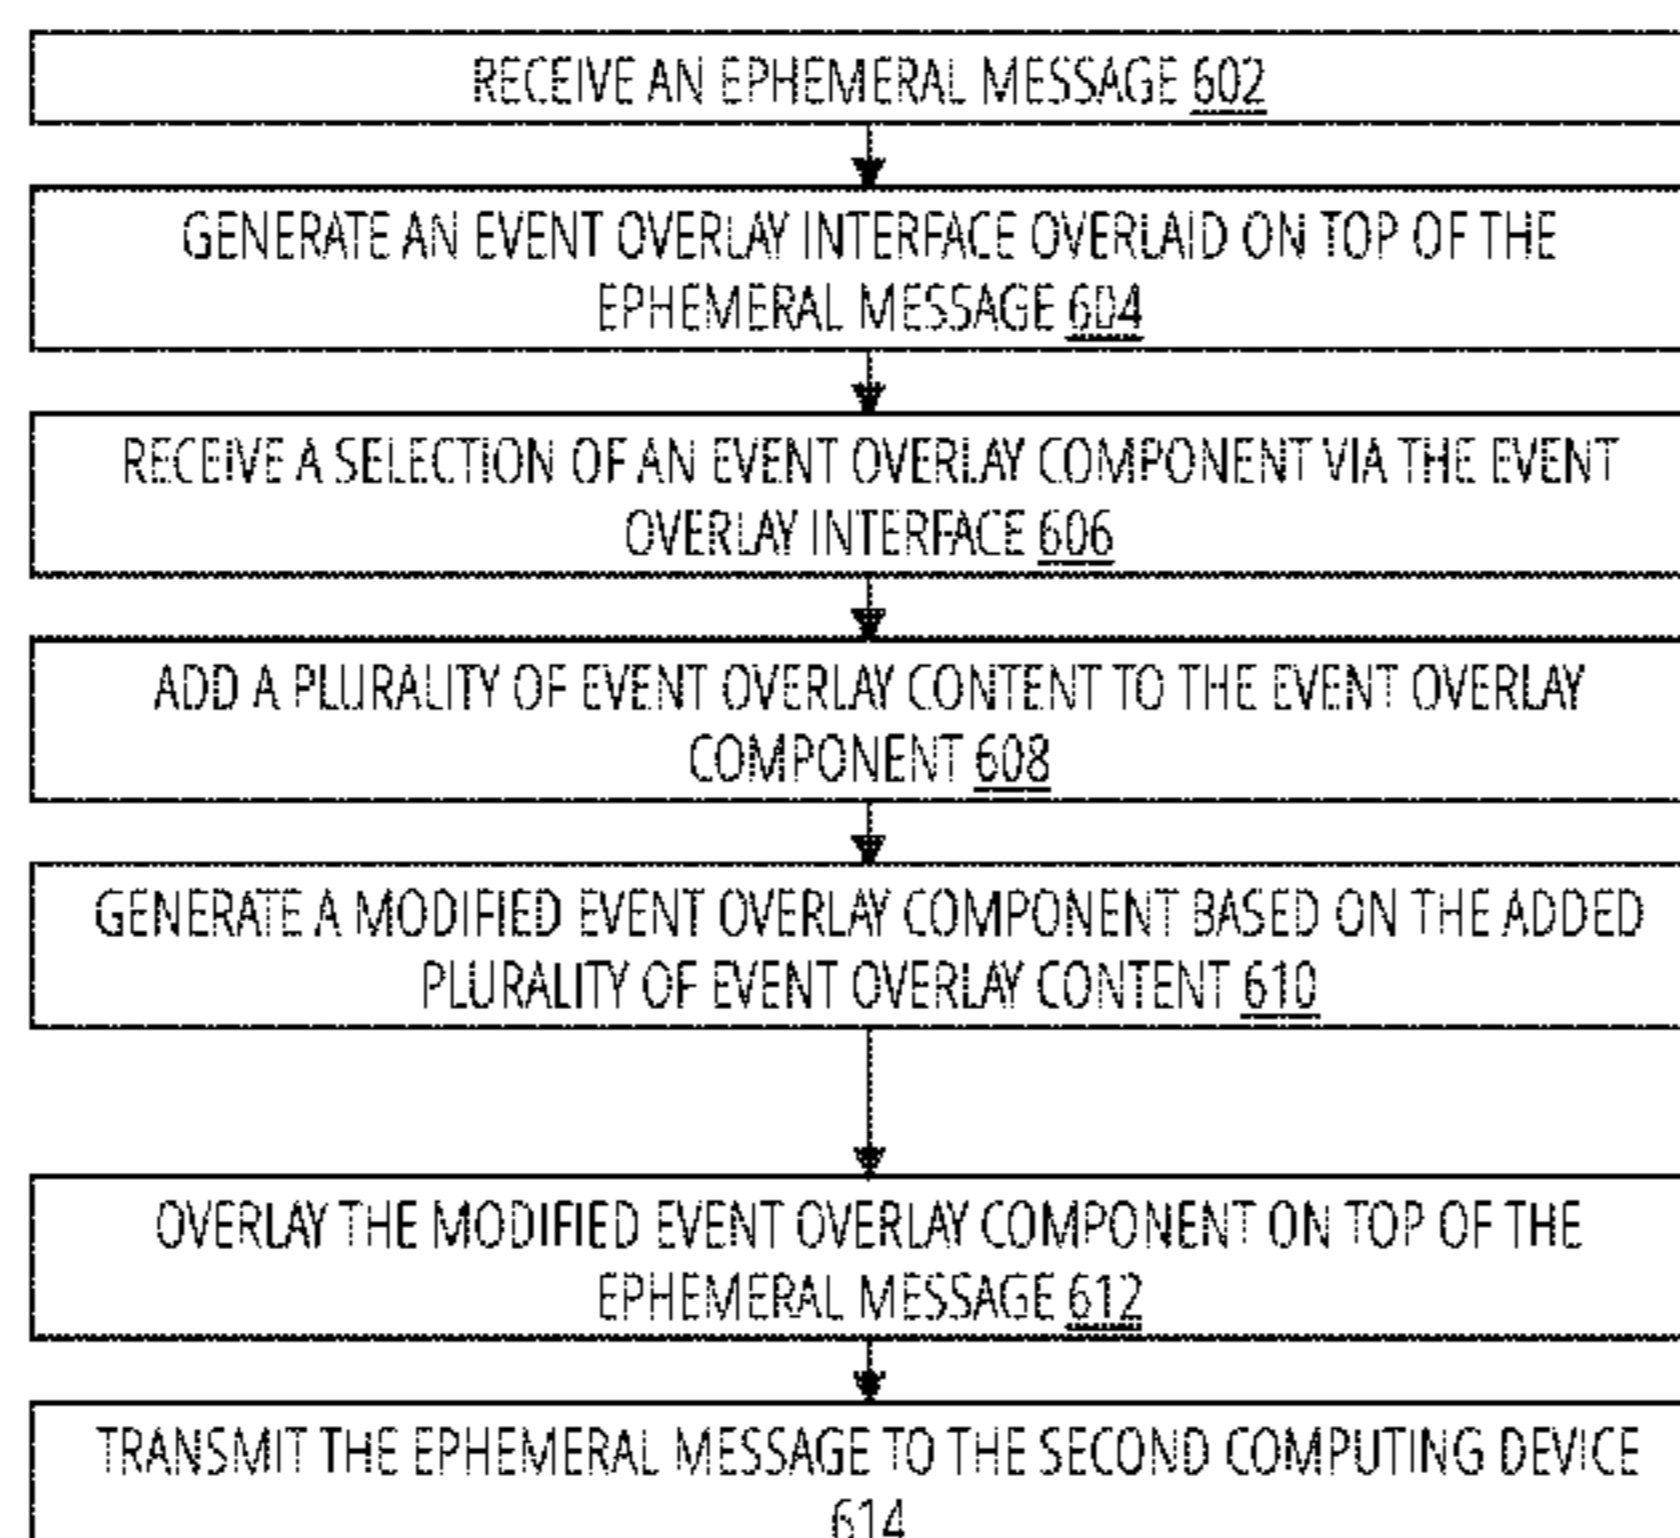 RECEIVE AN EPHEMERAL MESSAGE 602
GENERATE AN EVENT OVERLAY INTERFACE OVERLAID ON TOP OF THE
EPHEMERAL MESSAGE 604
RECEIVE A SELECTION OF AN EVENT OVERLAY COMPONENT VIA THE EVENT
OVERLAY INTERFACE 606
ADD A PLURALITY OF EVENT OVERLAY CONTENT TO THE EVENT OVERLAY
COMPONENT 608
GENERATE A MODIFIED EVENT OVERLAY COMPONENT BASED ON THE ADDED
PLURALITY OF EVENT OVERLAY CONTENT 610
OVERLAY THE MODIFIED EVENT OVERLAY COMPONENT ON TOP OF THE
EPHEMERAL MESSAGE 612
TRANSMIT THE EPHEMERAL MESSAGE TO THE SECOND COMPUTING DEVICE
614